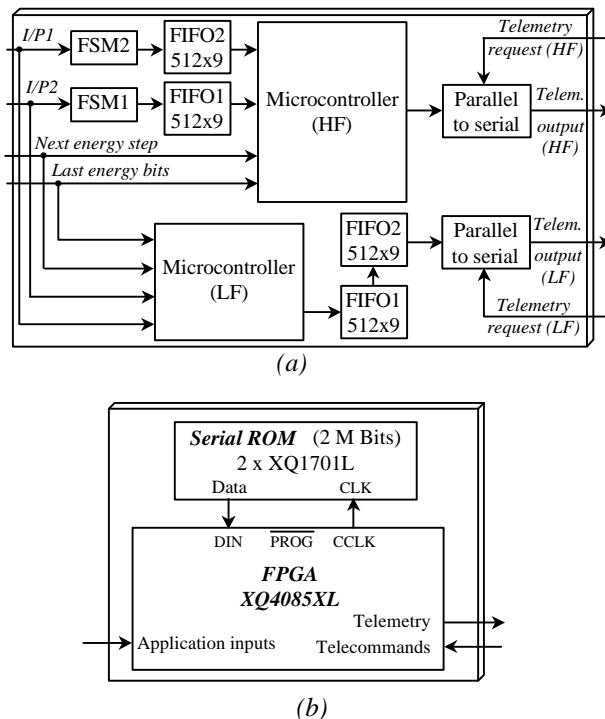 I/P1
FSM2
FIFO2
512x9
I/P2
FSM1
FIFO1
512x9
Next energy step
Last energy bits
Microcontroller
(HF)
Telemetry
request (HF)
Parallel
to serial
Telem.
output
(HF)
Microcontroller
(LF)
FIFO2
512x9
FIFO1
512x9
Parallel
to serial
Telem.
output
(LF)
Telemetry
request (LF)
(a)
Serial ROM (2 M Bits)
2 x XQ1701L
Data CLK
DIN PROG CCLK
FPGA
XQ4085XL
Telemetry
Application inputs Telecommands
(b)